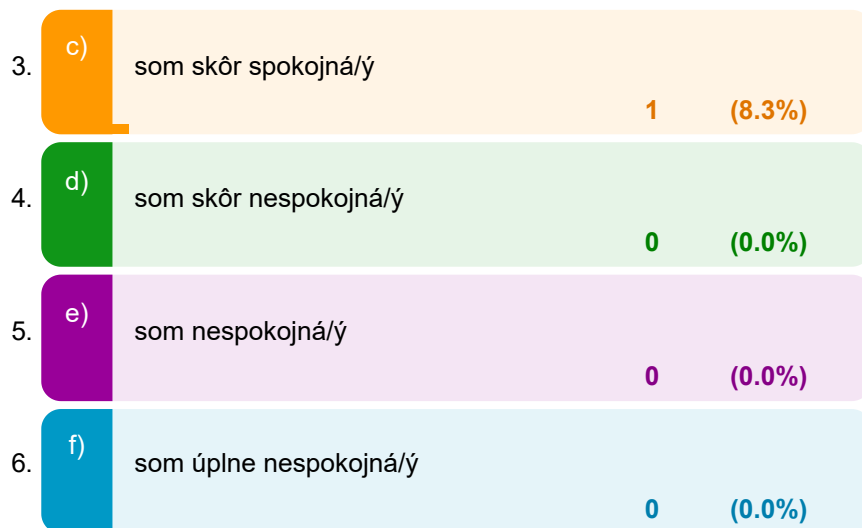 3. c) som skôr spokojná/ý
1 (8.3%)
4. d) som skôr nespokojná/ý
0 (0.0%)
5. e) som nespokojná/ý
0 (0.0%)
6. f) som úplne nespokojná/ý
0 (0.0%)